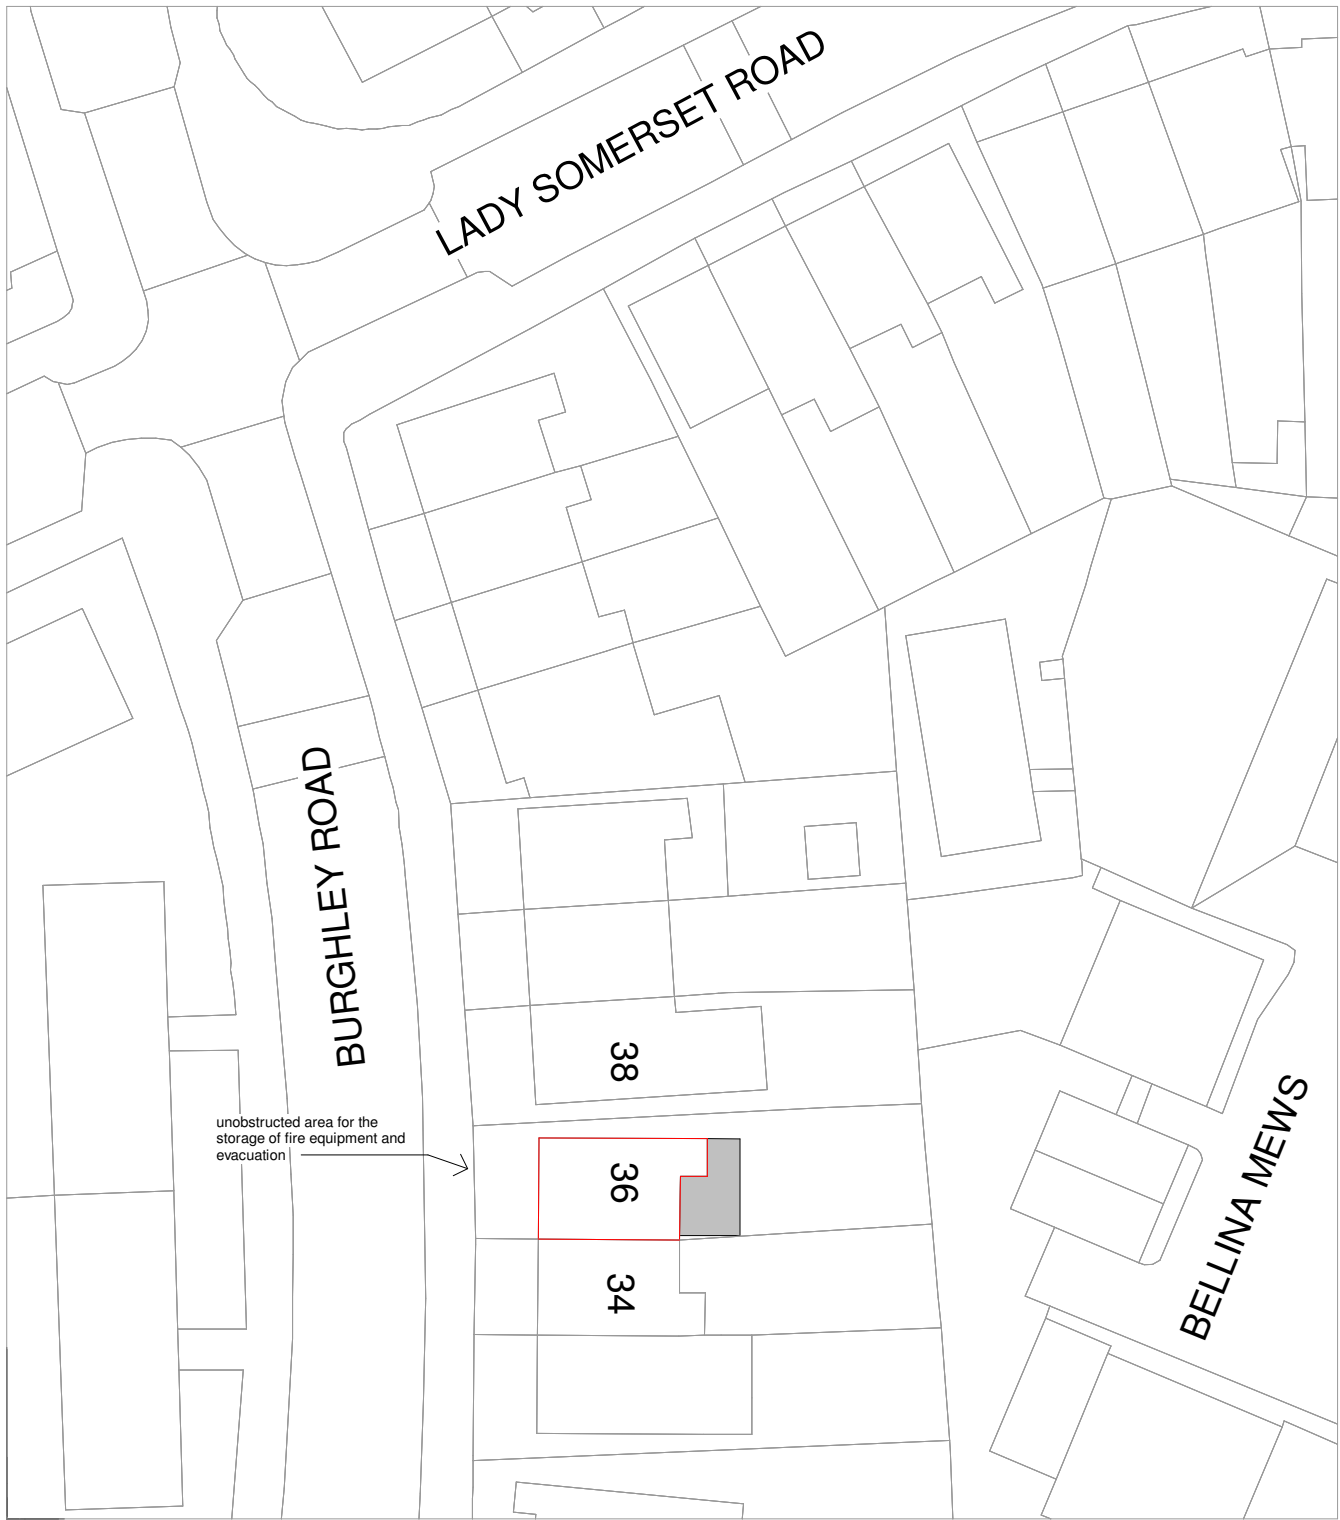 LADY SOMERSET ROAD
BURGHLEY ROAD
38
unobstructed area for the
storage of fire equipment and
evacuation
36
34
BELLINA MEWS